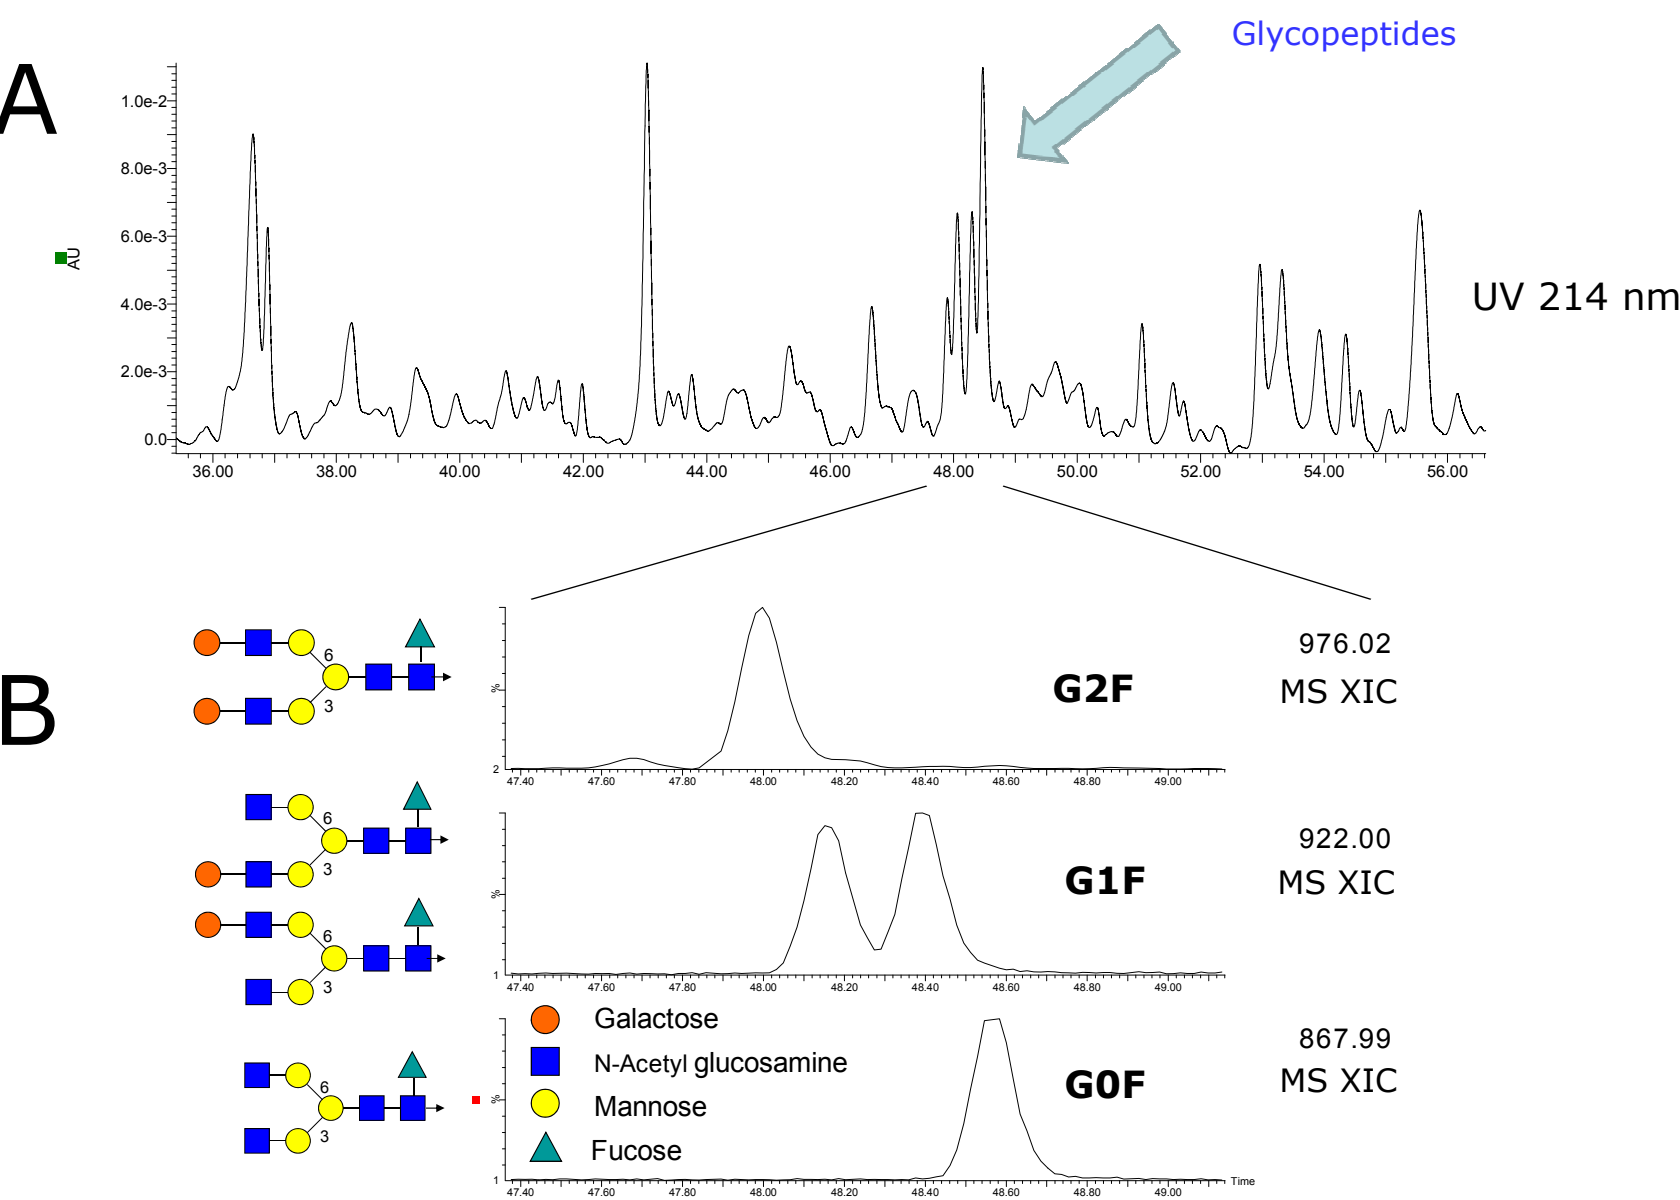 Glycopeptides
A
1.0e-2
8.0e-3
6.0e-3
4.0e-3
2.0e-3
0.0
AU
UV 214 nm
36.00 38.00 40.00 42.00 44.00 46.00 48.00 50.00 52.00 54.00 56.00
B
6
3
%
2
G2F
976.02
MS XIC
47.40 47.60 47.80 48.00 48.20 48.40 48.60 48.80 49.00
6
3
6
3
%
1
G1F
922.00
MS XIC
47.40 47.60 47.80 48.00 48.20 48.40 48.60 48.80 49.00
Galactose
N-Acetyl glucosamine
Mannose
Fucose
6
3
%
1
G0F
867.99
MS XIC
Time
47.40 47.60 47.80 48.00 48.20 48.40 48.60 48.80 49.00